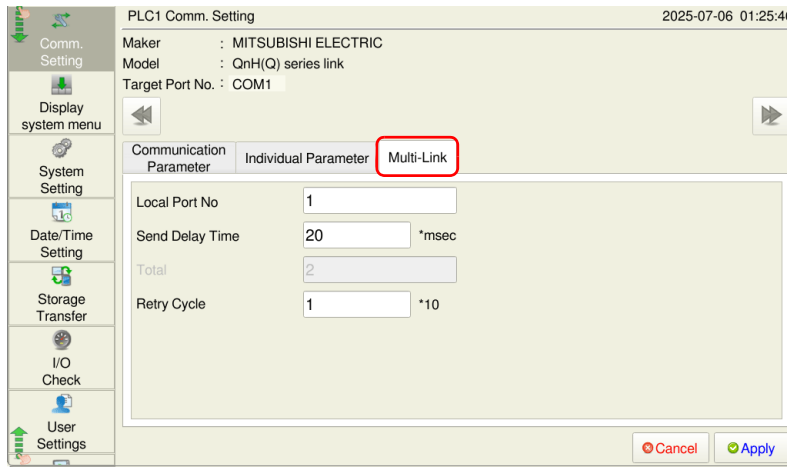 PLC1 Comm. Setting
2025-07-06 01:25:46
Comm.
Setting
Display
system menu
System
Setting
Date/Time
Setting
Storage
Transfer
I/O
Check
User
Settings
Maker : MITSUBISHI ELECTRIC
Model : QnH(Q) series link
Target Port No. : COM1
Communication
Parameter
Individual Parameter
Multi-Link
Local Port No 1
Send Delay Time 20 *msec
Total 2
Retry Cycle 1 *10
Cancel
Apply